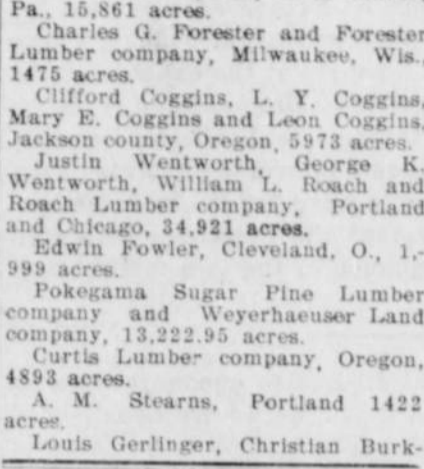 Pa., 15,861 acres.
Charles G. Forester and Forester
Lumber company, Milwaukee, Wis.,
1475 acres.
Clifford Coggins, L. Y. Coggins,
Mary E. Coggins and Leon Coggins,
Jackson county, Oregon, 5973 acres.
Justin Wentworth, George K.
Wentworth, William L. Roach and
Roach Lumber company, Portland
and Chicago, 34,921 acres.
Edwin Fowler, Cleveland, O., 1,-
999 acres.
Pokegama Sugar Pine Lumber
company and Weyerhaeuser Land
company, 13,222.95 acres.
Curtis Lumber company, Oregon,
4893 acres.
A. M. Stearns, Portland 1422
acres.
Louis Gerlinger, Christian Burk-